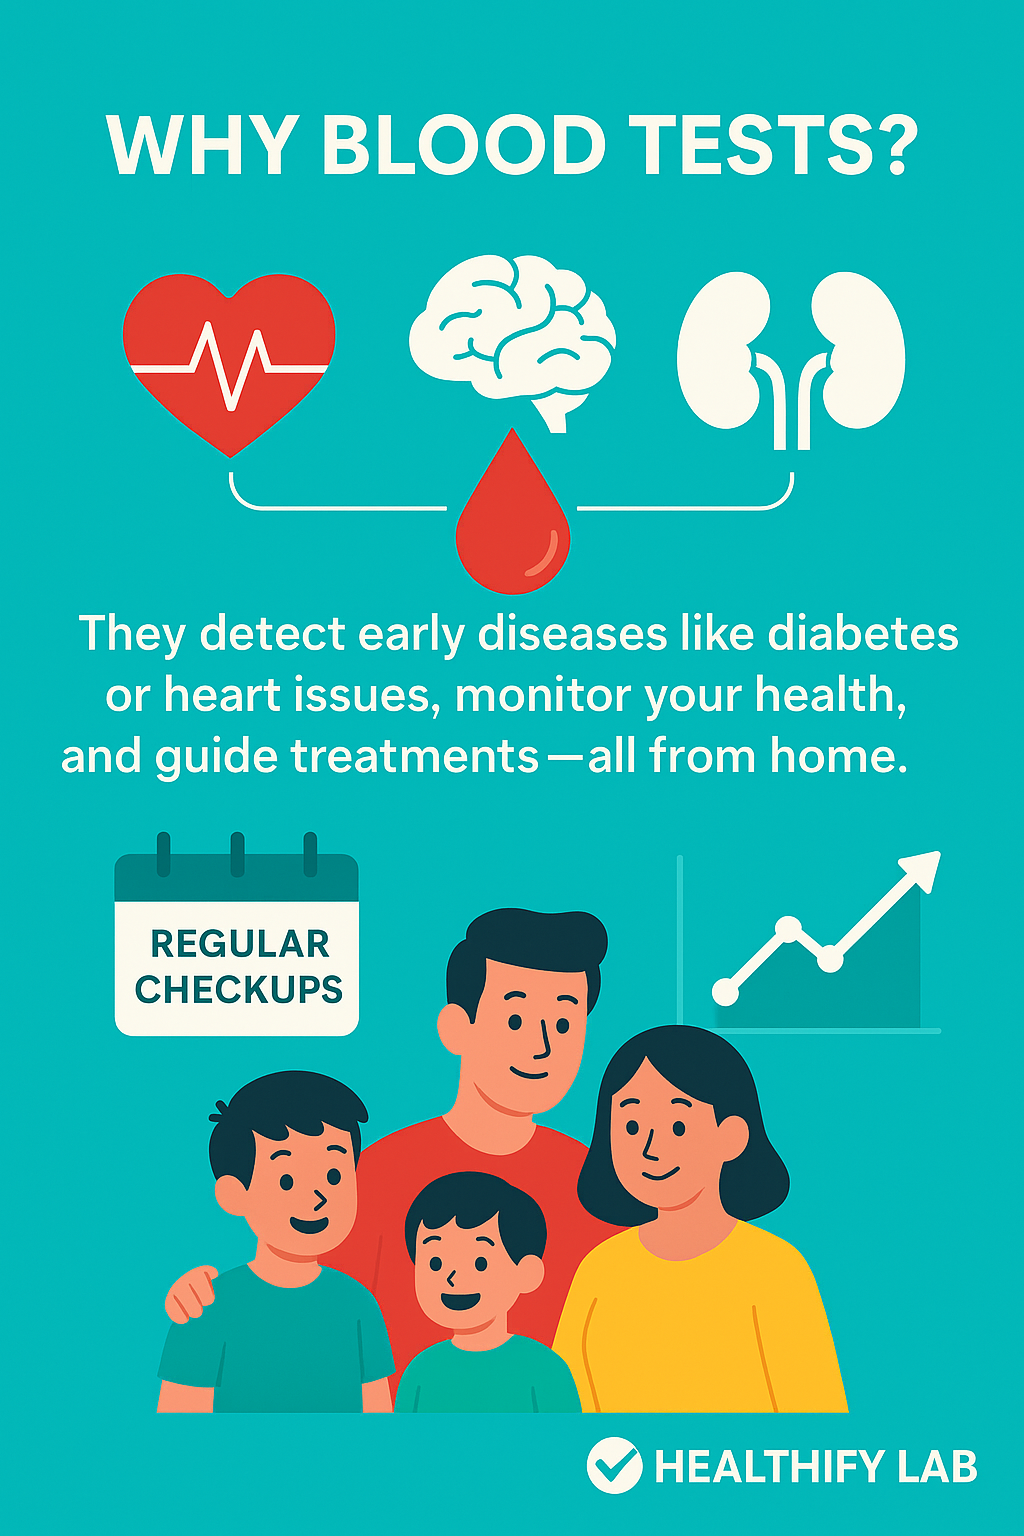 WHY BLOOD TESTS?
They detect early diseases like diabetes
or heart issues, monitor your health,
and guide treatments—all from home.
REGULAR
CHECKUPS
HEALTHIFY LAB